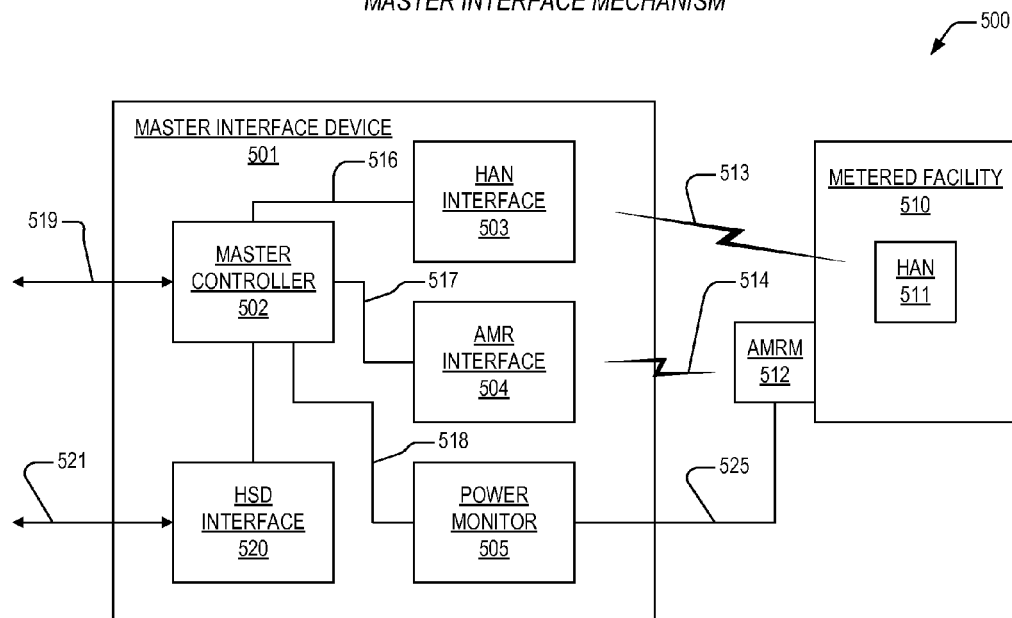 MASTER INTERFACE MECHANISM
500
MASTER INTERFACE DEVICE
501
516
HAN
INTERFACE
503
513
METERED FACILITY
510
519
MASTER
CONTROLLER
502
517
HAN
511
514
AMR
INTERFACE
504
AMRM
512
518
521
HSD
INTERFACE
520
POWER
MONITOR
505
525